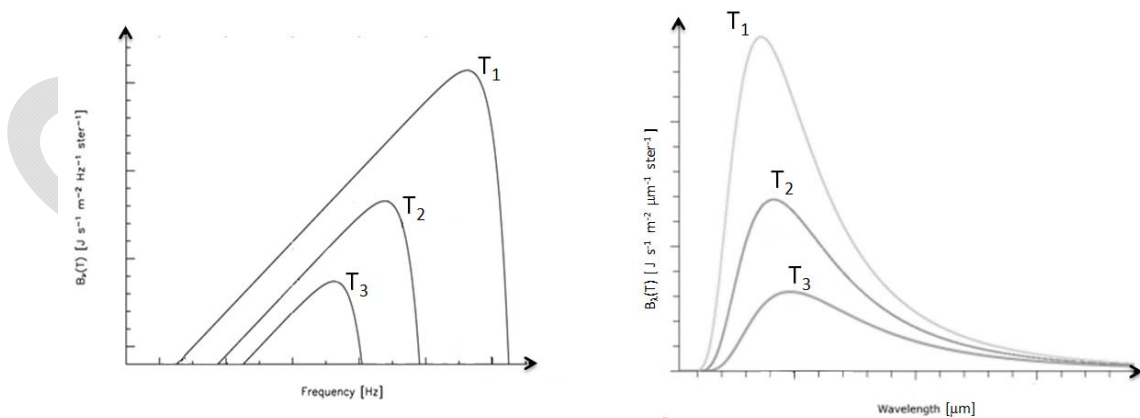 T₁
T₂
T₃
Bᵥ(T) [J s⁻¹ m⁻² Hz⁻¹ ster⁻¹]
Frequency [Hz]
T₁
T₂
T₃
Bλ(T) [ J s⁻¹ m⁻² μm⁻¹ ster⁻¹ ]
Wavelength [μm]